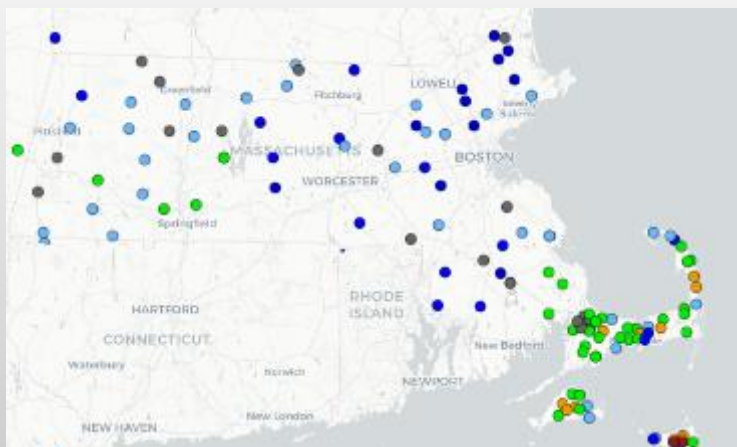 LOWELL
Greenfield
Fitchburg
Pittsfield
MASSACHUSETTS
BOSTON
WORCESTER
Springfield
RHODE
ISLAND
HARTFORD
CONNECTICUT
New Bedford
Waterbury
Norwich
NEWPORT
New London
NEW HAVEN